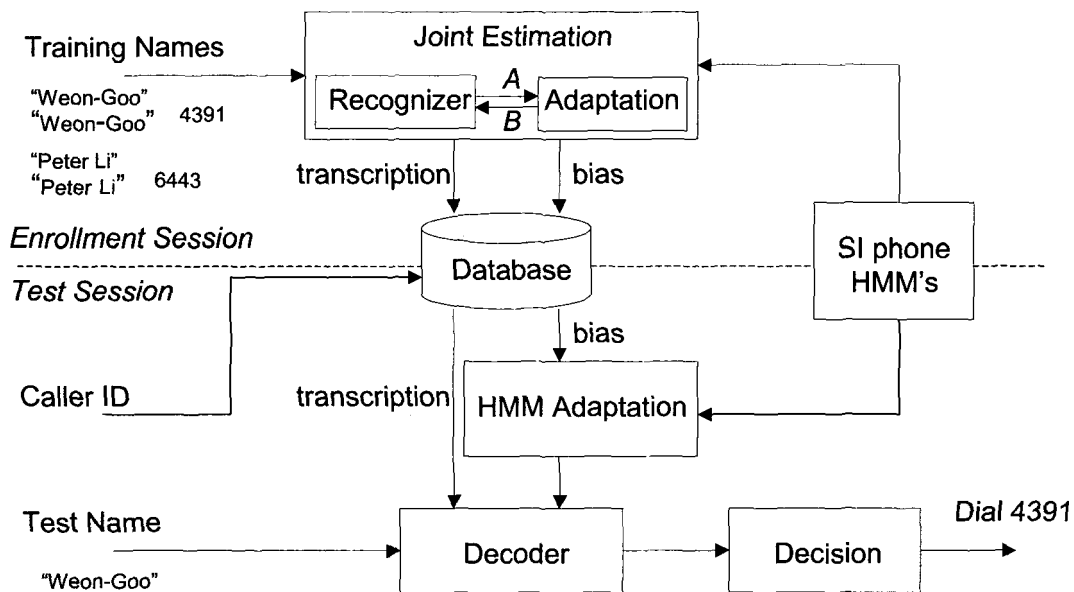 Joint Estimation
Training Names
Recognizer
A
B
Adaptation
"Weon-Goo"
"Weon-Goo" 4391
"Peter Li"
"Peter Li" 6443
transcription
bias
Enrollment Session
Database
SI phone
HMM's
Test Session
bias
Caller ID
transcription
HMM Adaptation
Test Name
Decoder
Decision
Dial 4391
"Weon-Goo"